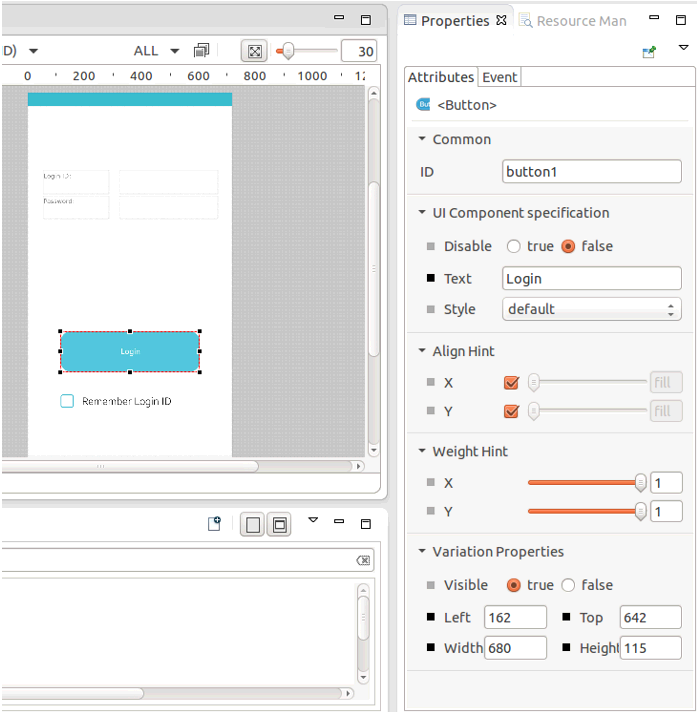 D)
ALL
30
0 200 400 600 800 1000 12
Login ID:
Password:
Login
Remember Login ID
Properties
Resource Man
Attributes
Event
<Button>
Common
ID
button1
UI Component specification
Disable
true
false
Text
Login
Style
default
Align Hint
X
fill
Y
fill
Weight Hint
X
1
Y
1
Variation Properties
Visible
true
false
Left
162
Top
642
Width
680
Height
115